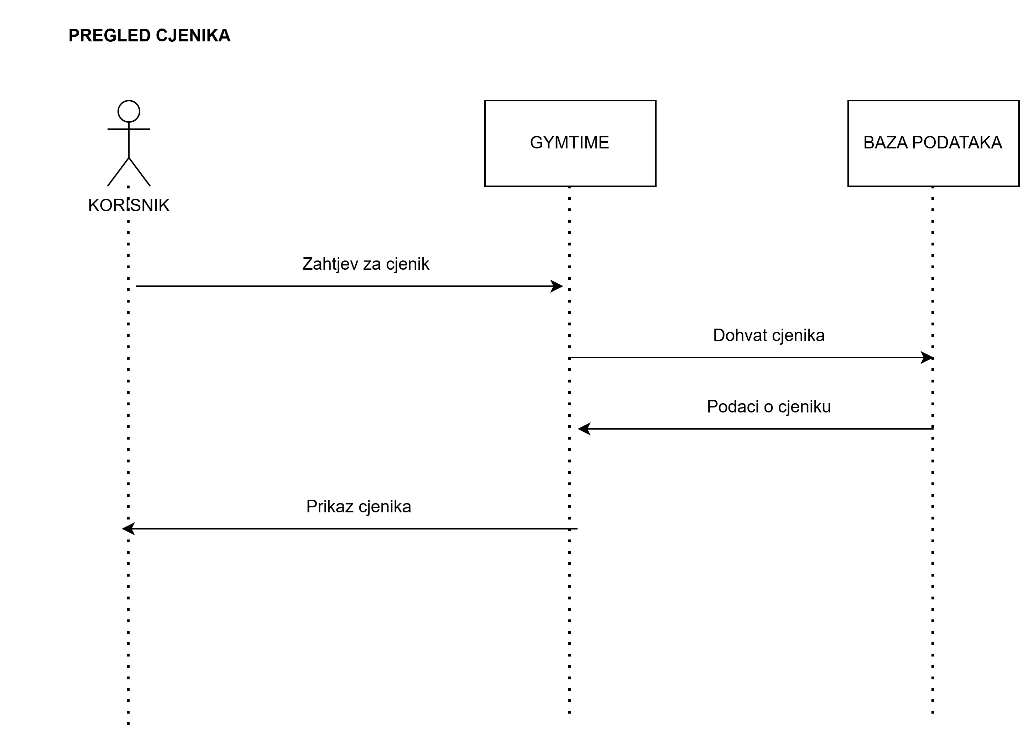 PREGLED CJENIKA
GYMTIME
BAZA PODATAKA
KORISNIK
Zahtjev za cjenik
Dohvat cjenika
Podaci o cjeniku
Prikaz cjenika